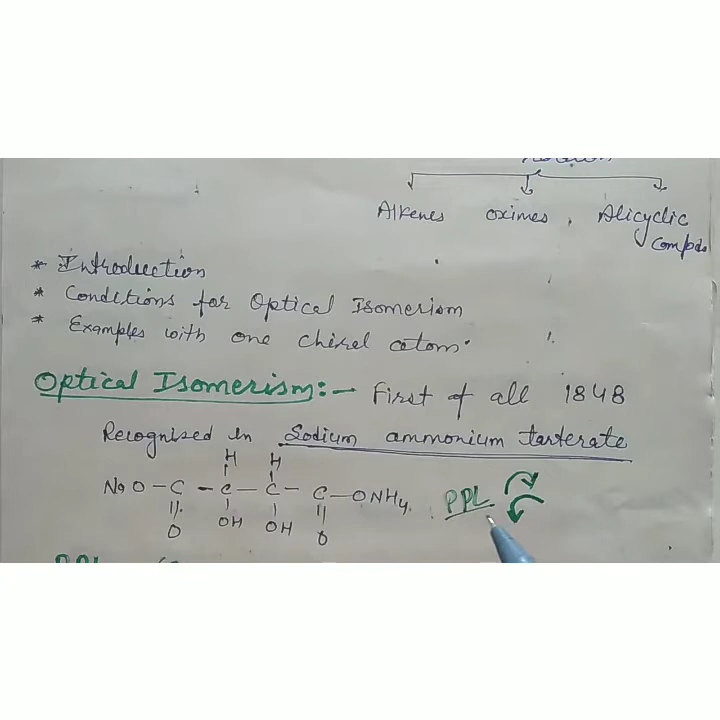 Alkenes oximes, Alicyclic
Compds
* Introduction
* Conditions for Optical Isomerism
* Examples with one chiral atom.
Optical Isomerism:- First of all 1848
Recognised in Sodium ammonium tarterate
H H
NaO-C-C-C-C-ONH4. PPL
O OH OH O